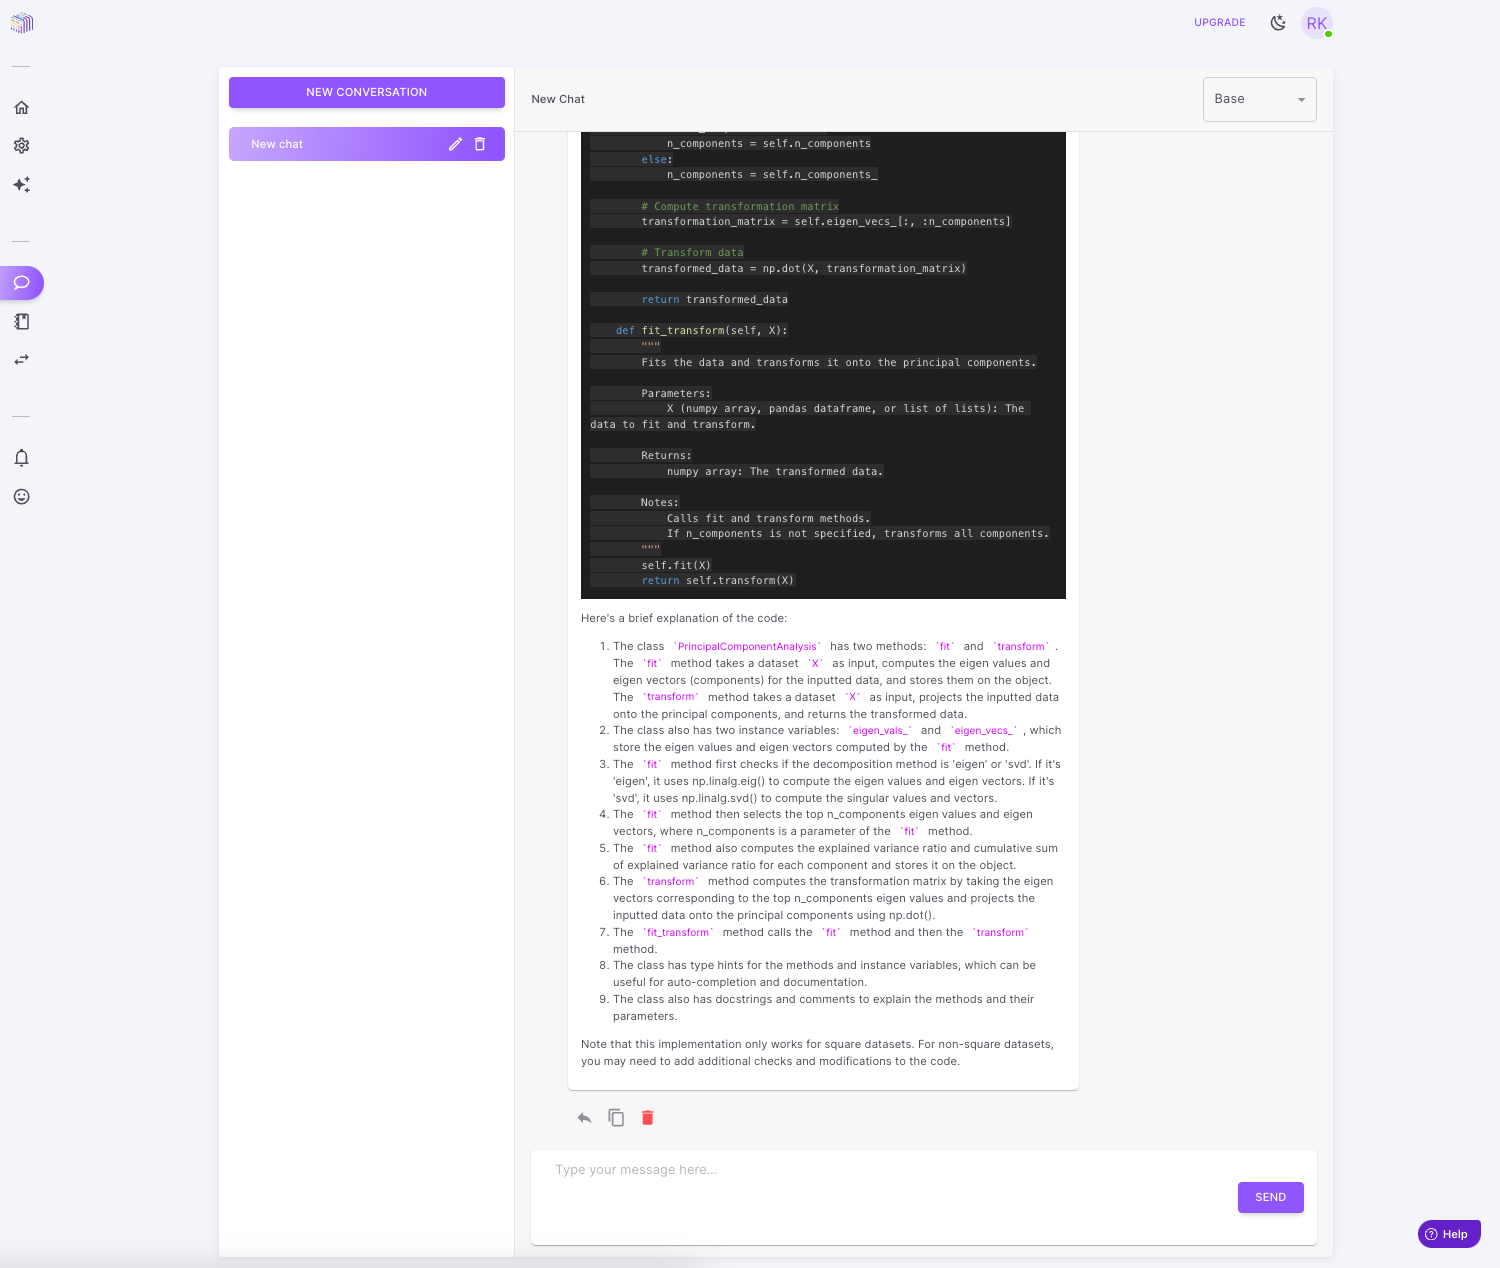 UPGRADE
RK
NEW CONVERSATION
New chat
New Chat
Base
n_components = self.n_components
else:
n_components = self.n_components_
# Compute transformation matrix
transformation_matrix = self.eigen_vecs_[:, :n_components]
# Transform data
transformed_data = np.dot(X, transformation_matrix)
return transformed_data
def fit_transform(self, X):
"""
Fits the data and transforms it onto the principal components.
Parameters:
X (numpy array, pandas dataframe, or list of lists): The
data to fit and transform.
Returns:
numpy array: The transformed data.
Notes:
Calls fit and transform methods.
If n_components is not specified, transforms all components.
"""
self.fit(X)
return self.transform(X)
Here's a brief explanation of the code:
1. The class `PrincipalComponentAnalysis` has two methods: `fit` and `transform` .
The `fit` method takes a dataset `X` as input, computes the eigen values and
eigen vectors (components) for the inputted data, and stores them on the object.
The `transform` method takes a dataset `X` as input, projects the inputted data
onto the principal components, and returns the transformed data.
2. The class also has two instance variables: `eigen_vals_` and `eigen_vecs_` , which
store the eigen values and eigen vectors computed by the `fit` method.
3. The `fit` method first checks if the decomposition method is 'eigen' or 'svd'. If it's
'eigen', it uses np.linalg.eig() to compute the eigen values and eigen vectors. If it's
'svd', it uses np.linalg.svd() to compute the singular values and vectors.
4. The `fit` method then selects the top n_components eigen values and eigen
vectors, where n_components is a parameter of the `fit` method.
5. The `fit` method also computes the explained variance ratio and cumulative sum
of explained variance ratio for each component and stores it on the object.
6. The `transform` method computes the transformation matrix by taking the eigen
vectors corresponding to the top n_components eigen values and projects the
inputted data onto the principal components using np.dot().
7. The `fit_transform` method calls the `fit` method and then the `transform`
method.
8. The class has type hints for the methods and instance variables, which can be
useful for auto-completion and documentation.
9. The class also has docstrings and comments to explain the methods and their
parameters.
Note that this implementation only works for square datasets. For non-square datasets,
you may need to add additional checks and modifications to the code.
Type your message here...
SEND
Help